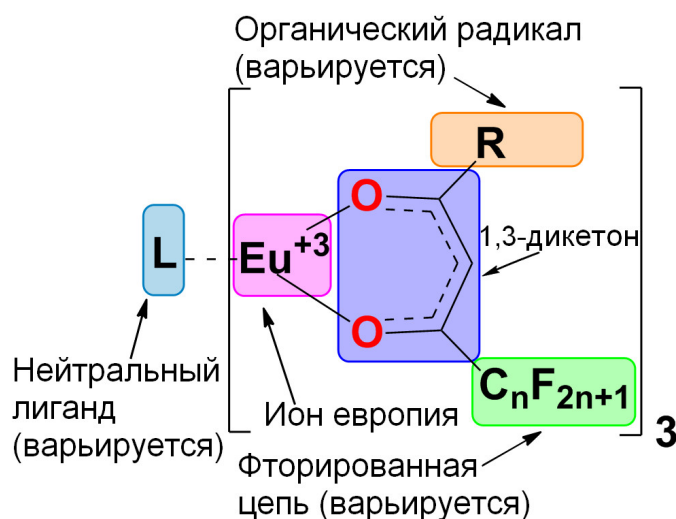 Органический радикал
(варьируется)
R
O
1,3-дикетон
L
Eu+3
O
CnF2n+1
Нейтральный
лиганд
(варьируется)
Ион европия
3
Фторированная
цепь (варьируется)